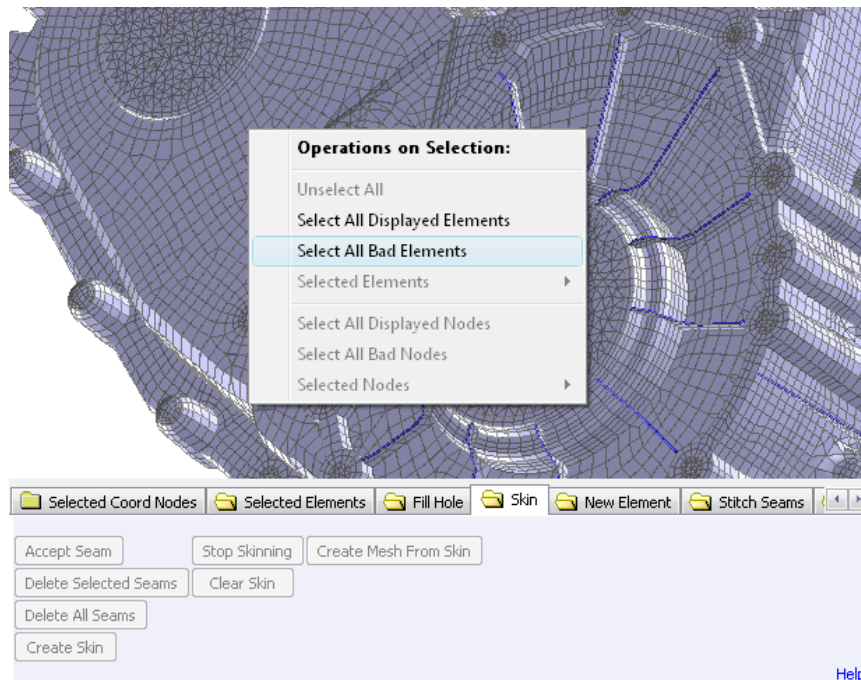 Operations on Selection:
Unselect All
Select All Displayed Elements
Select All Bad Elements
Selected Elements
Select All Displayed Nodes
Select All Bad Nodes
Selected Nodes
Selected Coord Nodes Selected Elements Fill Hole Skin New Element Stitch Seams
Accept Seam Stop Skinning Create Mesh From Skin
Delete Selected Seams Clear Skin
Delete All Seams
Create Skin
Help